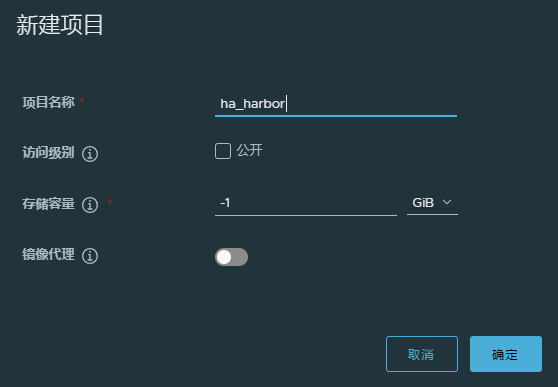 新建项目
项目名称 * ha_harbor
访问级别 公开
存储容量 * -1 GiB
镜像代理
取消 确定